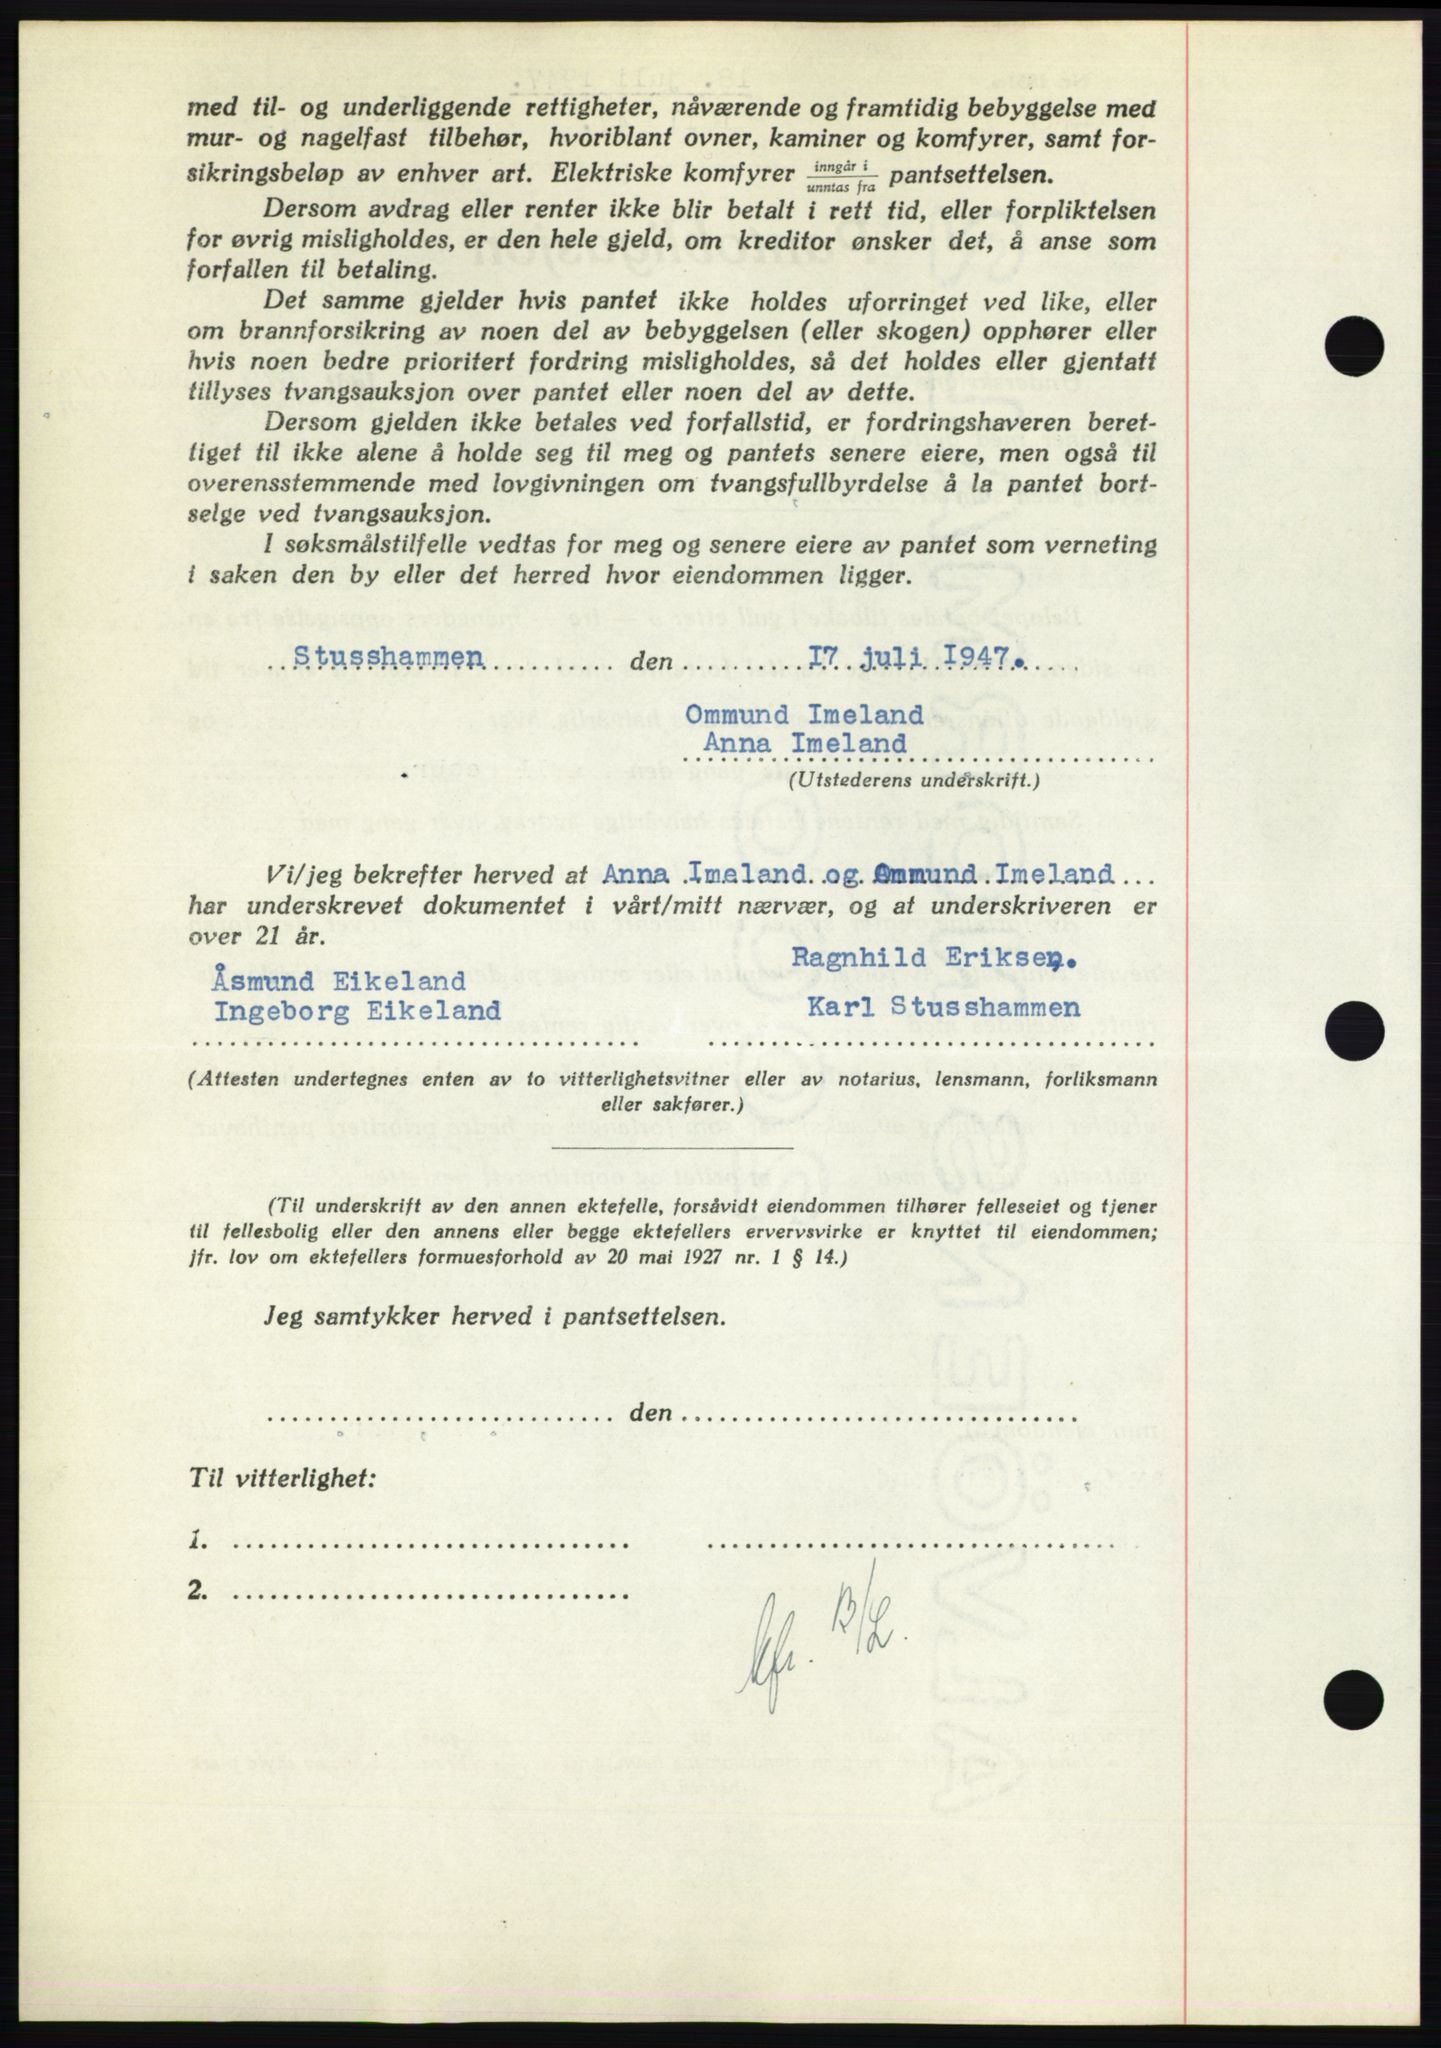 med til- og underliggende rettigheter, nåværende og framtidig bebyggelse med
mur- og nagelfast tilbehør, hvoriblant ovner, kaminer og komfyrer, samt for-
sikringsbeløp av enhver art. Elektriske komfyrer inngår i / unntas fra pantsettelsen.
Dersom avdrag eller renter ikke blir betalt i rett tid, eller forpliktelsen
for øvrig misligholdes, er den hele gjeld, om kreditor ønsker det, å anse som
forfallen til betaling.
Det samme gjelder hvis pantet ikke holdes uforringet ved like, eller
om brannforsikring av noen del av bebyggelsen (eller skogen) opphører eller
hvis noen bedre prioritert fordring misligholdes, så det holdes eller gjentatt
tillyses tvangsauksjon over pantet eller noen del av dette.
Dersom gjelden ikke betales ved forfallstid, er fordringshaveren beret-
tiget til ikke alene å holde seg til meg og pantets senere eiere, men også til
overensstemmende med lovgivningen om tvangsfullbyrdelse å la pantet bort-
selge ved tvangsauksjon.
I søksmålstilfelle vedtas for meg og senere eiere av pantet som verneting
i saken den by eller det herred hvor eiendommen ligger.
Stusshammen den 17. juli 1947.
Ommund Imeland
Anna Imeland
(Utstederens underskrift.)
Vi/jeg bekrefter herved at Anna Imeland og Ommund Imeland
har underskrevet dokumentet i vårt/mitt nærvær, og at underskriveren er
over 21 år.
Ragnhild Eriksen.
Åsmund Eikeland
Ingeborg Eikeland Karl Stusshammen
(Attesten undertegnes enten av to vitterlighetsvitner eller av notarius, lensmann, forliksmann
eller sakfører.)
(Til underskrift av den annen ektefelle, forsåvidt eiendommen tilhører felleseiet og tjener
til fellesbolig eller den annens eller begge ektefellers ervervsvirke er knyttet til eiendommen;
jfr. lov om ektefellers formuesforhold av 20 mai 1927 nr. 1 § 14.)
Jeg samtykker herved i pantsettelsen.
den
Til vitterlighet:
1.
2.